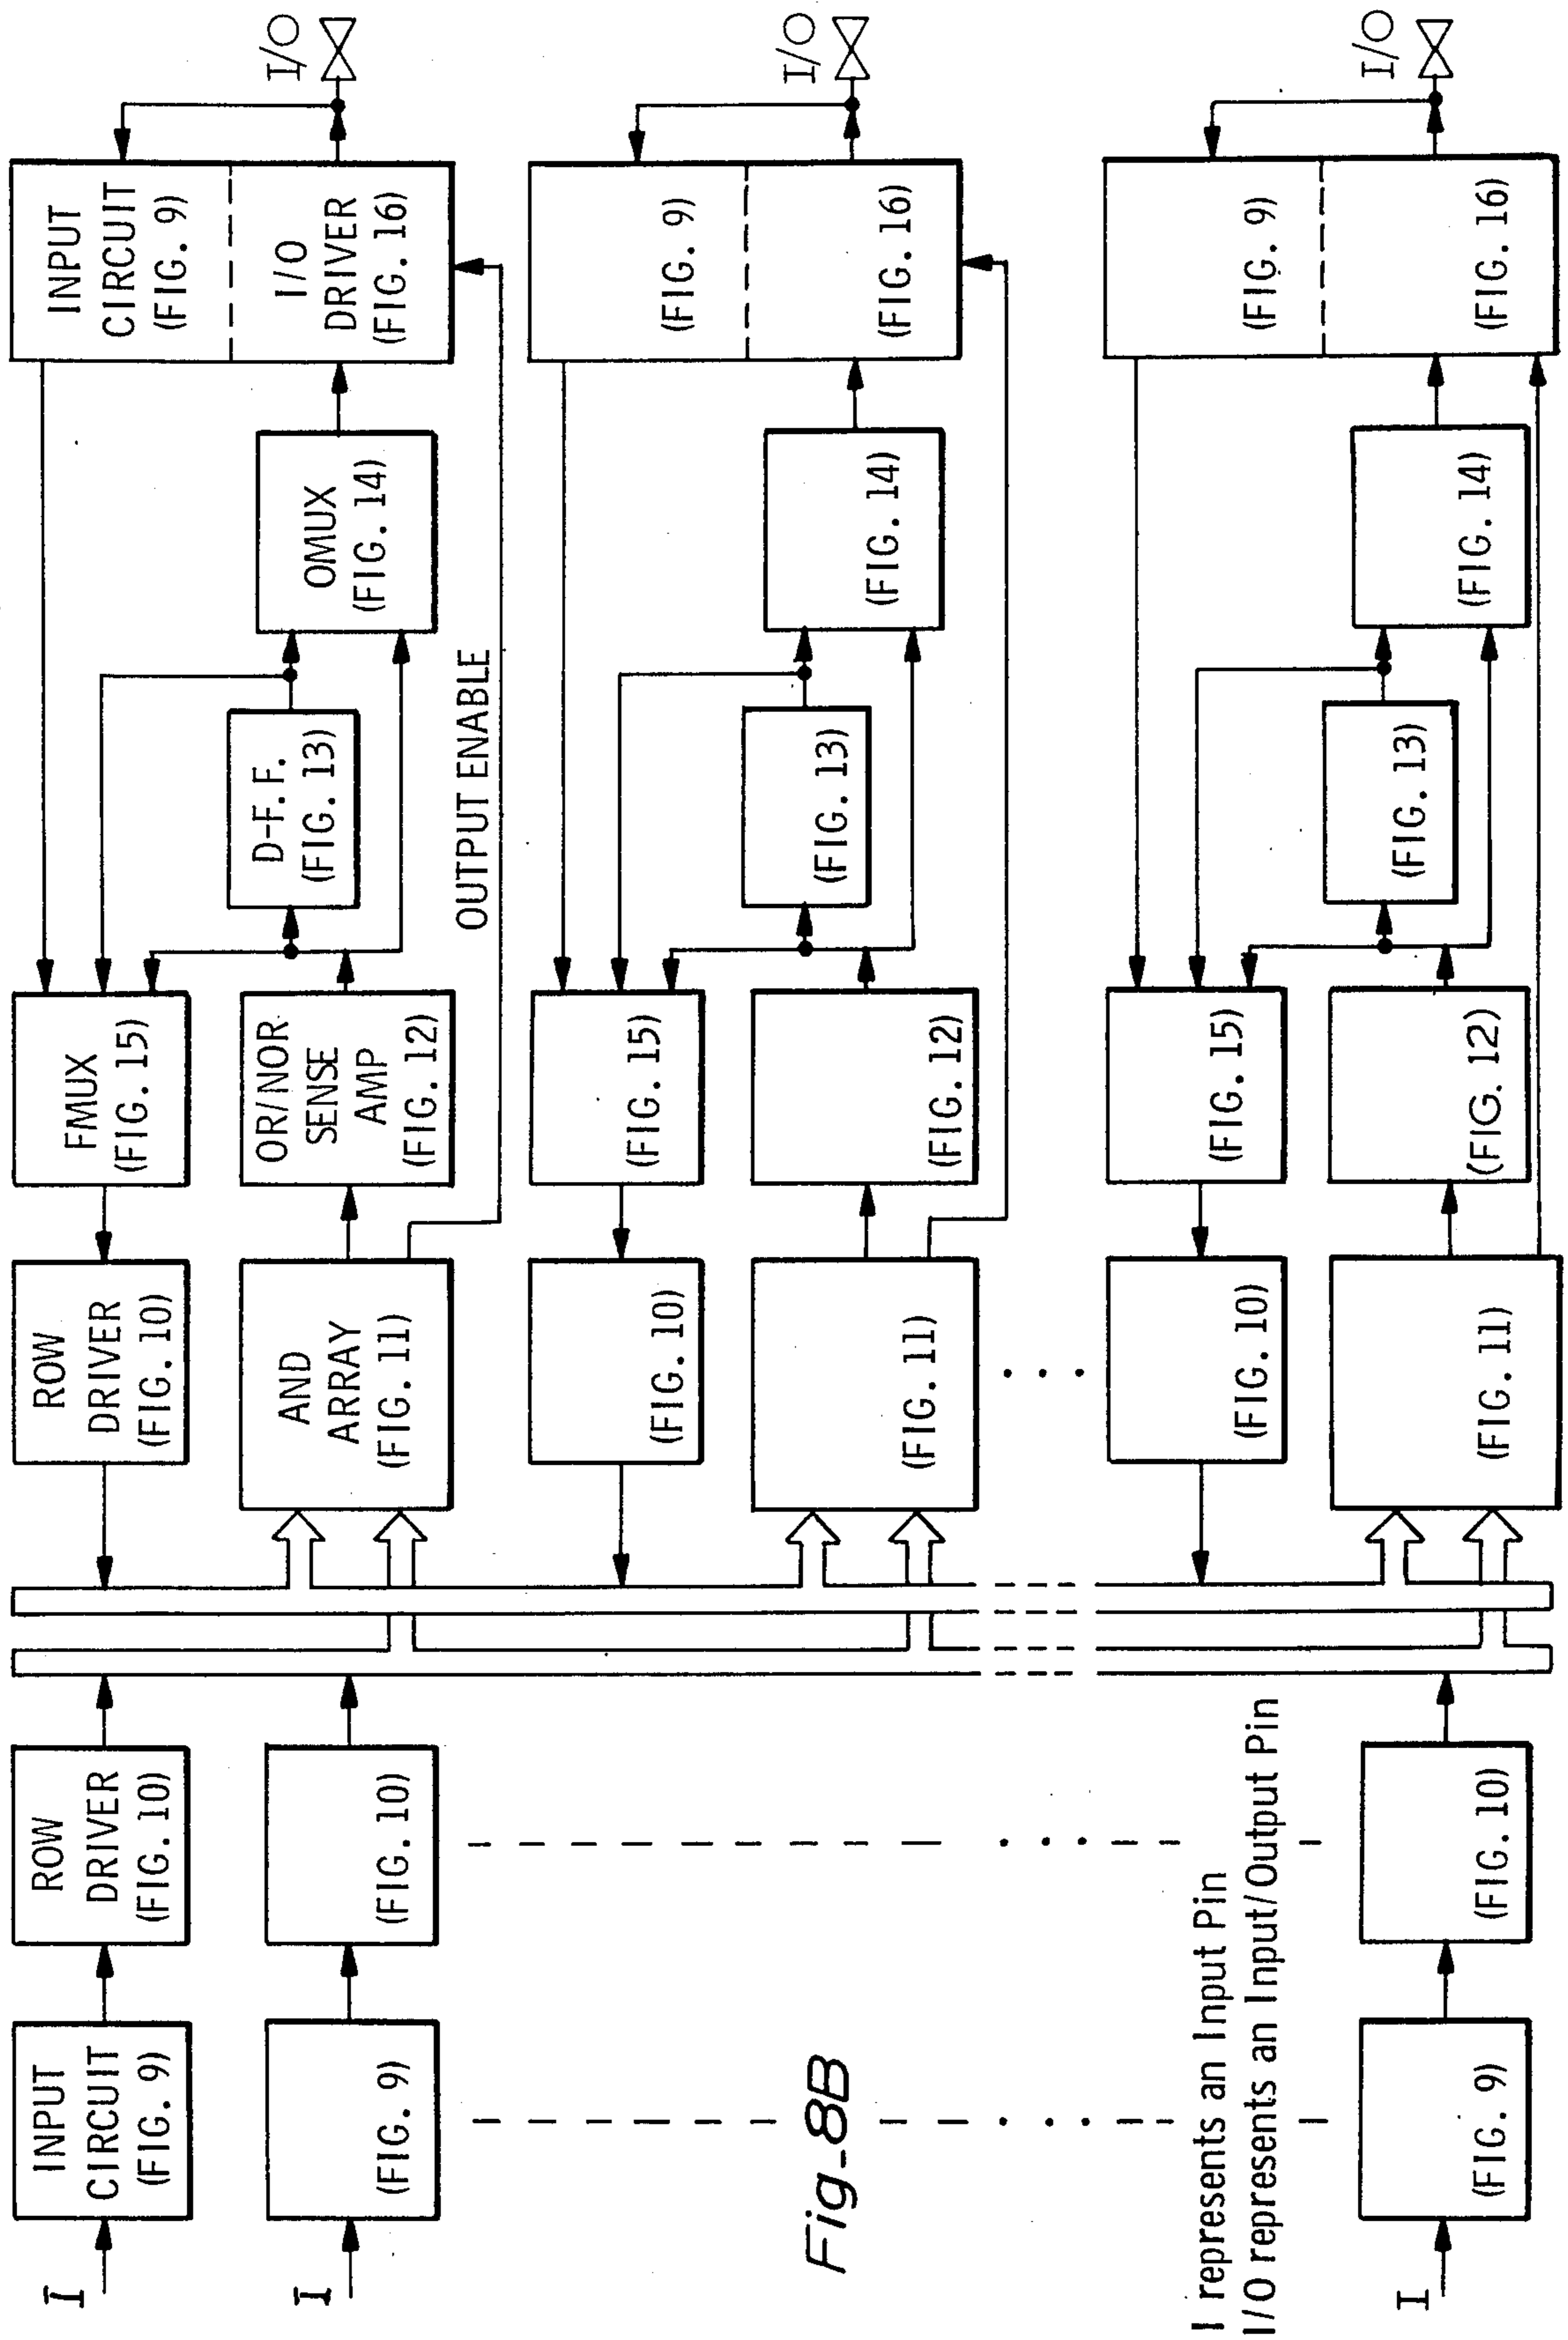 I
INPUT
CIRCUIT
(FIG. 9)
ROW
DRIVER
(FIG. 10)
ROW
DRIVER
(FIG. 10)
FMUX
(FIG. 15)
INPUT
CIRCUIT
(FIG. 9)
I
(FIG. 9)
(FIG. 10)
AND
ARRAY
(FIG. 11)
OR/NOR
SENSE
AMP
(FIG. 12)
D-F.F.
(FIG. 13)
OMUX
(FIG. 14)
I/O
DRIVER
(FIG. 16)
I/O
OUTPUT ENABLE
(FIG. 10)
(FIG. 15)
(FIG. 9)
(FIG. 11)
(FIG. 12)
(FIG. 13)
(FIG. 14)
(FIG. 16)
I/O
Fig-8B
I represents an Input Pin
I/O represents an Input/Output Pin
(FIG. 10)
(FIG. 15)
(FIG. 9)
I
(FIG. 9)
(FIG. 10)
(FIG. 11)
(FIG. 12)
(FIG. 13)
(FIG. 14)
(FIG. 16)
I/O